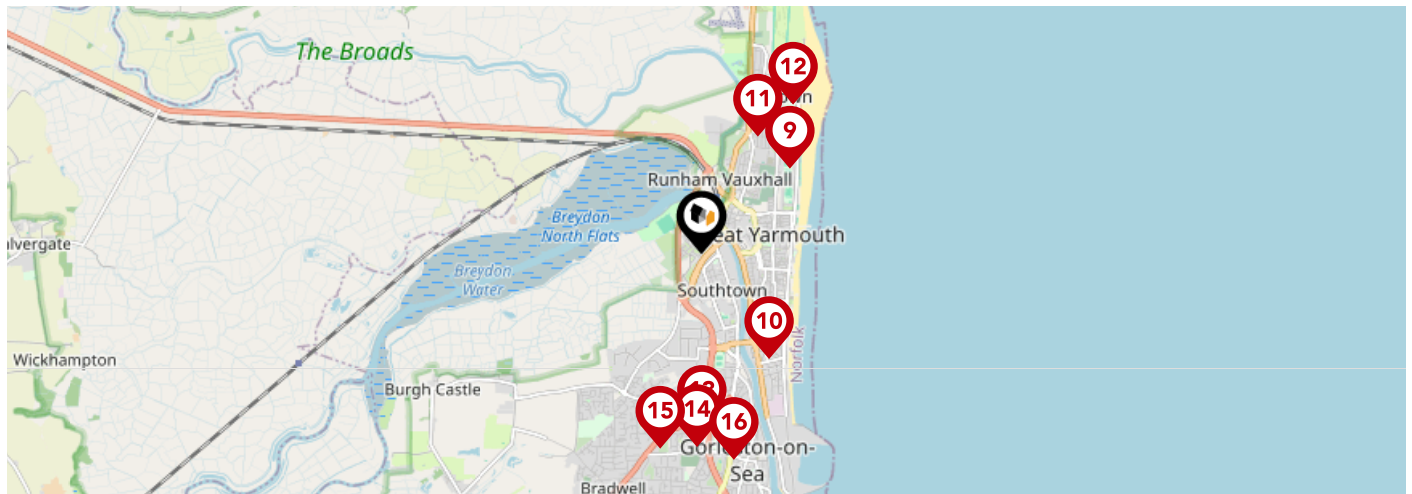 The Broads
12
11
9
Runham Vauxhall
Breydon
North Flats
Breydon
Water
Southtown
10
Norfolk
Wickhampton
Burgh Castle
15
14
16
Sea
Bradwell